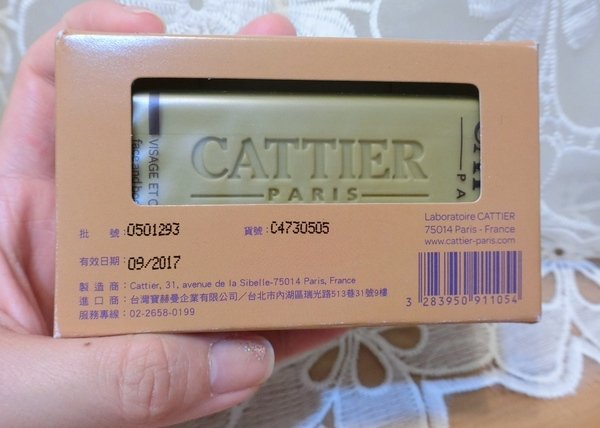 VISAGE ET C
face and b
CATTIER
PARIS
CATT
PA
批 號:0501293
貨號:C4730505
有效日期:
09/2017
Laboratoire CATTIER
75014 Paris - France
www.cattier-paris.com
製 造 商:Cattier, 31, avenue de la Sibelle-75014 Paris, France
進 口 商:台灣寶赫曼企業有限公司/台北市內湖區瑞光路513巷31號9樓
服務專線:02-2658-0199
3 283950 911054